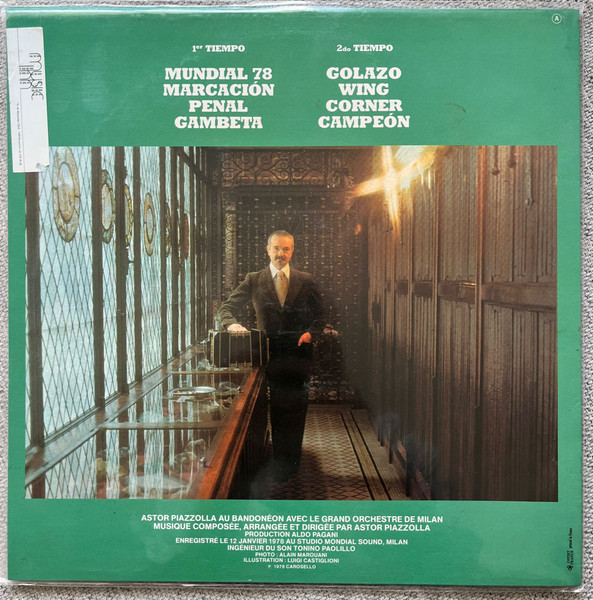 A
1er TIEMPO
MUNDIAL 78
MARCACIÓN
PENAL
GAMBETA
2do TIEMPO
GOLAZO
WING
CORNER
CAMPEÓN
ASTOR PIAZZOLLA AU BANDONÉON AVEC LE GRAND ORCHESTRE DE MILAN
MUSIQUE COMPOSÉE, ARRANGÉE ET DIRIGÉE PAR ASTOR PIAZZOLLA
PRODUCTION ALDO PAGANI
ENREGISTRÉ LE 12 JANVIER 1978 AU STUDIO MONDIAL SOUND, MILAN
INGÉNIEUR DU SON TONINO PAOLILLO
PHOTO : ALAIN MAROUANI
ILLUSTRATION : LUIGI CASTIGLIONI
P 1978 CAROSELLO